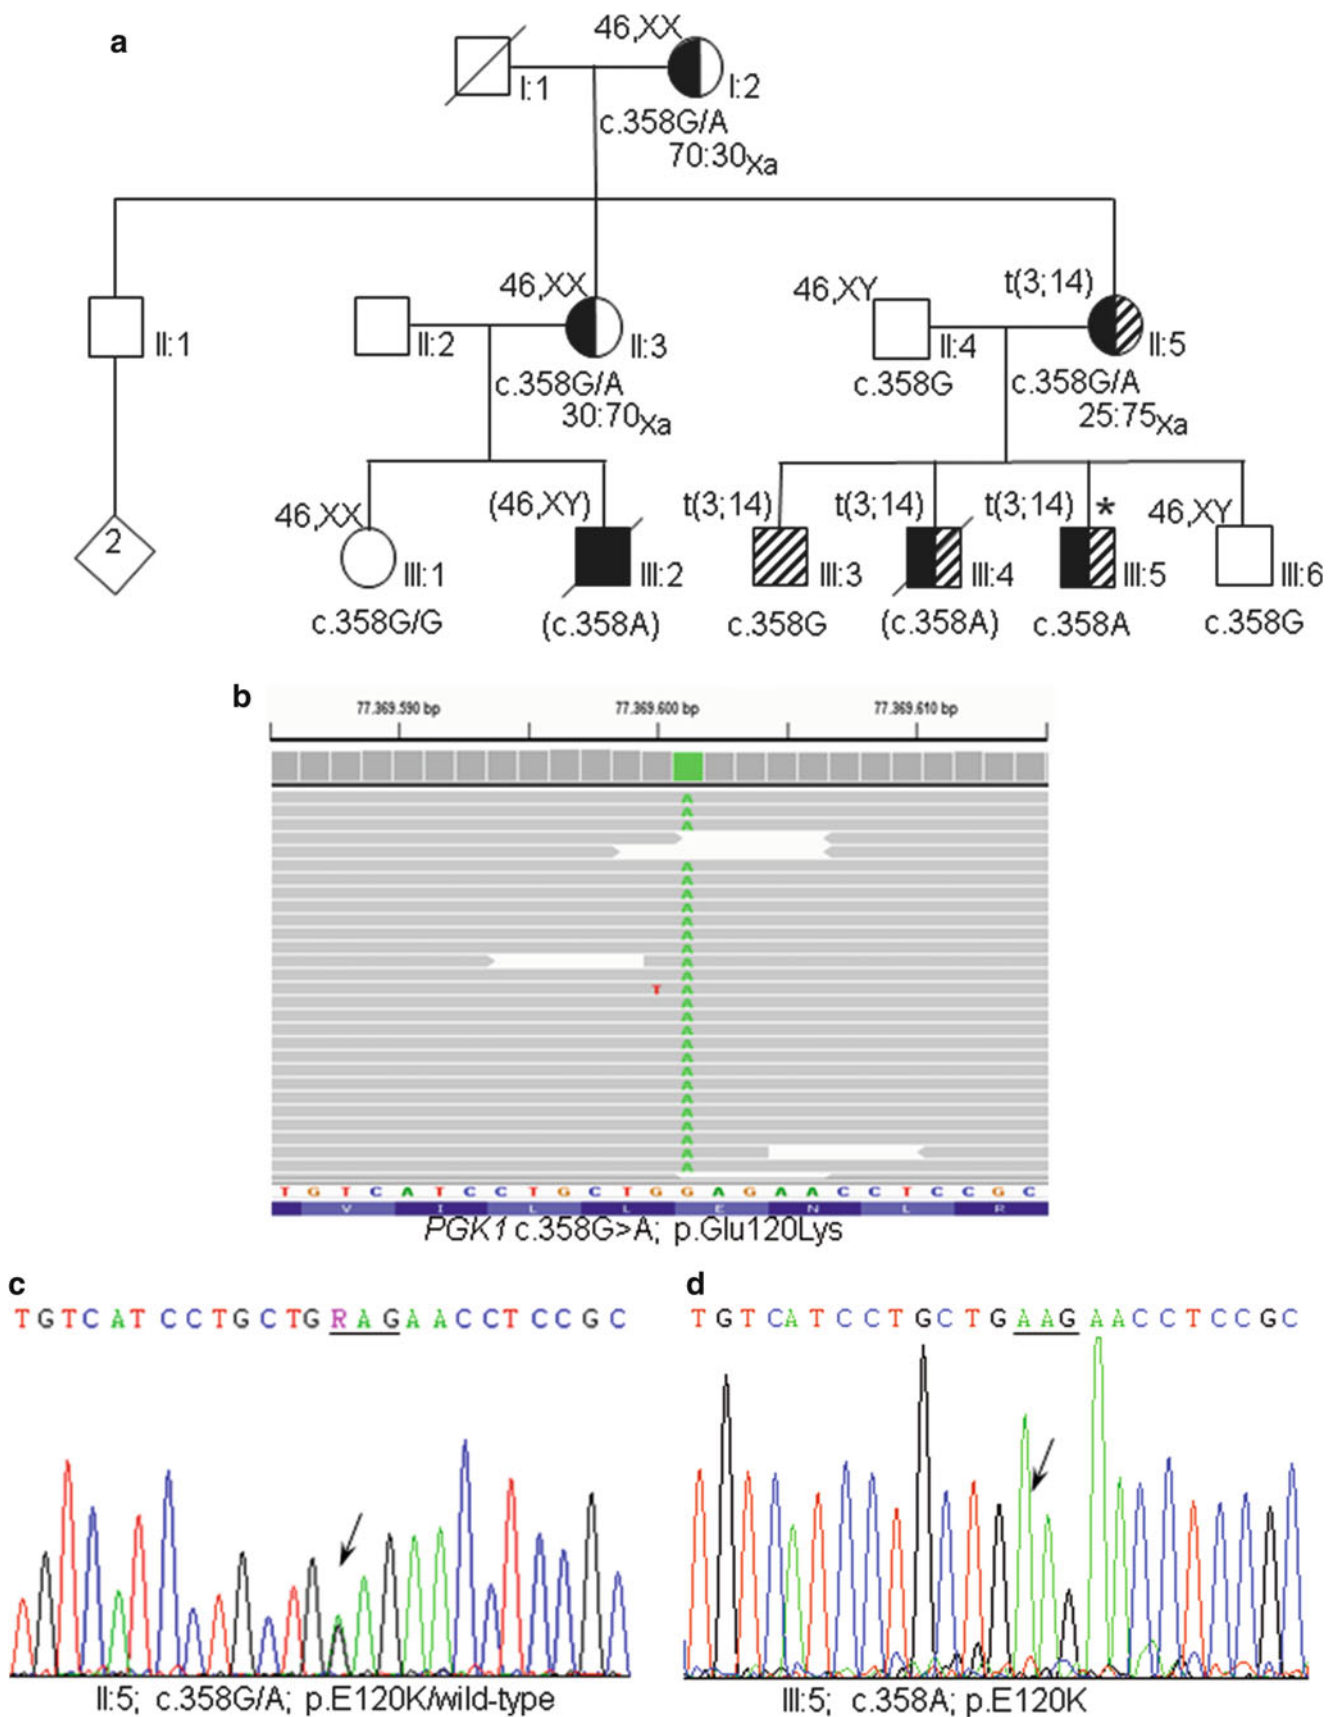 a
46,XX
I:1
I:2
c.358G/A
70:30Xa
II:1
46,XX
II:2
II:3
c.358G/A
30:70Xa
46,XY
II:4
c.358G
t(3;14)
II:5
c.358G/A
25:75Xa
2
46,XX
III:1
c.358G/G
(46,XY)
III:2
(c.358A)
t(3;14)
III:3
c.358G
t(3;14)
III:4
(c.358A)
t(3;14) *
III:5
c.358A
46,XY
III:6
c.358G
b
77.369.590 bp 77.369.600 bp 77.369.610 bp
A
A
A
A
A
A
A
A
A
A
A
A
T A
A
A
A
A
A
A
A
A
A
A
A
A
A
T G T C A T C C T G C T G G A G A A C C T C C G C
V I L L E N L R
PGK1 c.358G>A; p.Glu120Lys
c
T G T C A T C C T G C T G R A G A A C C T C C G C
II:5; c.358G/A; p.E120K/wild-type
d
T G T C A T C C T G C T G A A G A A C C T C C G C
III:5; c.358A; p.E120K